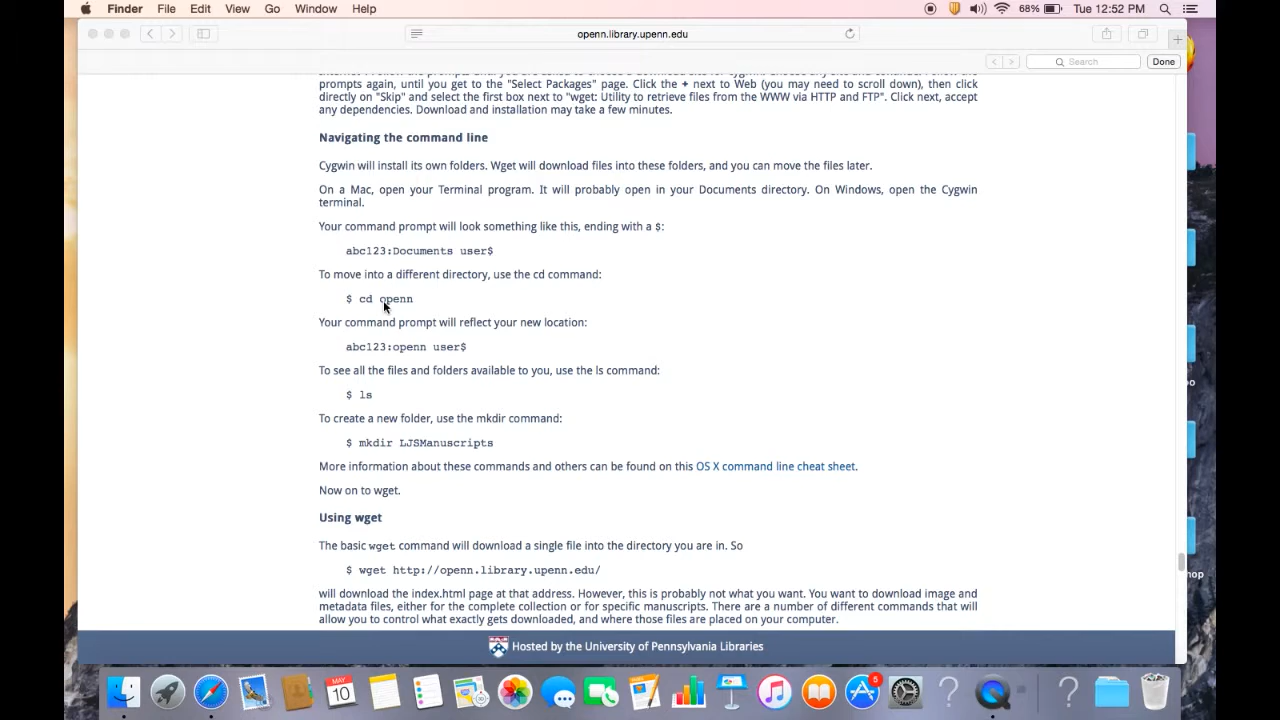 Finder File Edit View Go Window Help 68% Tue 12:52 PM
openn.library.upenn.edu
Search Done
prompts again, until you get to the "Select Packages" page. Click the + next to Web (you may need to scroll down), then click
directly on "Skip" and select the first box next to "wget: Utility to retrieve files from the WWW via HTTP and FTP". Click next, accept
any dependencies. Download and installation may take a few minutes.
Navigating the command line
Cygwin will install its own folders. Wget will download files into these folders, and you can move the files later.
On a Mac, open your Terminal program. It will probably open in your Documents directory. On Windows, open the Cygwin
terminal.
Your command prompt will look something like this, ending with a $:
abc123:Documents user$
To move into a different directory, use the cd command:
$ cd openn
Your command prompt will reflect your new location:
abc123:openn user$
To see all the files and folders available to you, use the ls command:
$ ls
To create a new folder, use the mkdir command:
$ mkdir LJSManuscripts
More information about these commands and others can be found on this OS X command line cheat sheet.
Now on to wget.
Using wget
The basic wget command will download a single file into the directory you are in. So
$ wget http://openn.library.upenn.edu/
will download the index.html page at that address. However, this is probably not what you want. You want to download image and
metadata files, either for the complete collection or for specific manuscripts. There are a number of different commands that will
allow you to control what exactly gets downloaded, and where those files are placed on your computer.
Hosted by the University of Pennsylvania Libraries
MAY
10
5